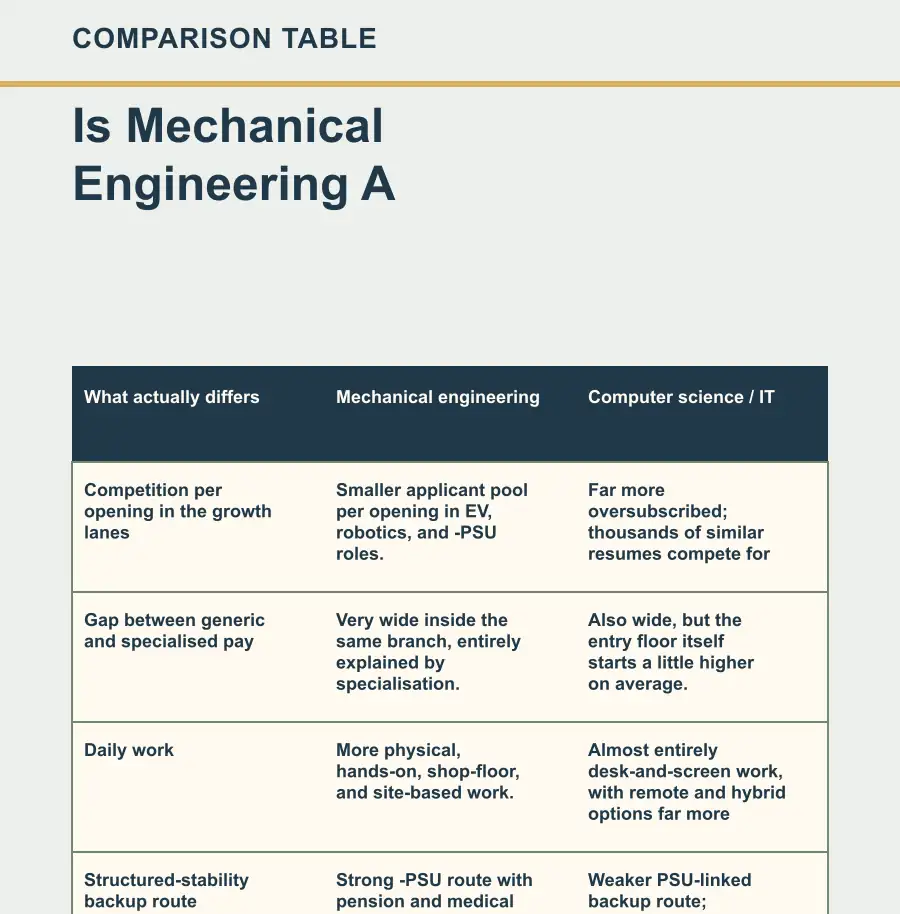 COMPARISON TABLE
Is Mechanical
Engineering A
What actually differs
Mechanical engineering
Computer science / IT
Competition per
opening in the growth
lanes
Smaller applicant pool
per opening in EV,
robotics, and -PSU
roles.
Far more
oversubscribed;
thousands of similar
resumes compete for
Gap between generic
and specialised pay
Very wide inside the
same branch, entirely
explained by
specialisation.
Also wide, but the
entry floor itself
starts a little higher
on average.
Daily work
More physical,
hands-on, shop-floor,
and site-based work.
Almost entirely
desk-and-screen work,
with remote and hybrid
options far more
Structured-stability
backup route
Strong -PSU route with
pension and medical
Weaker PSU-linked
backup route;